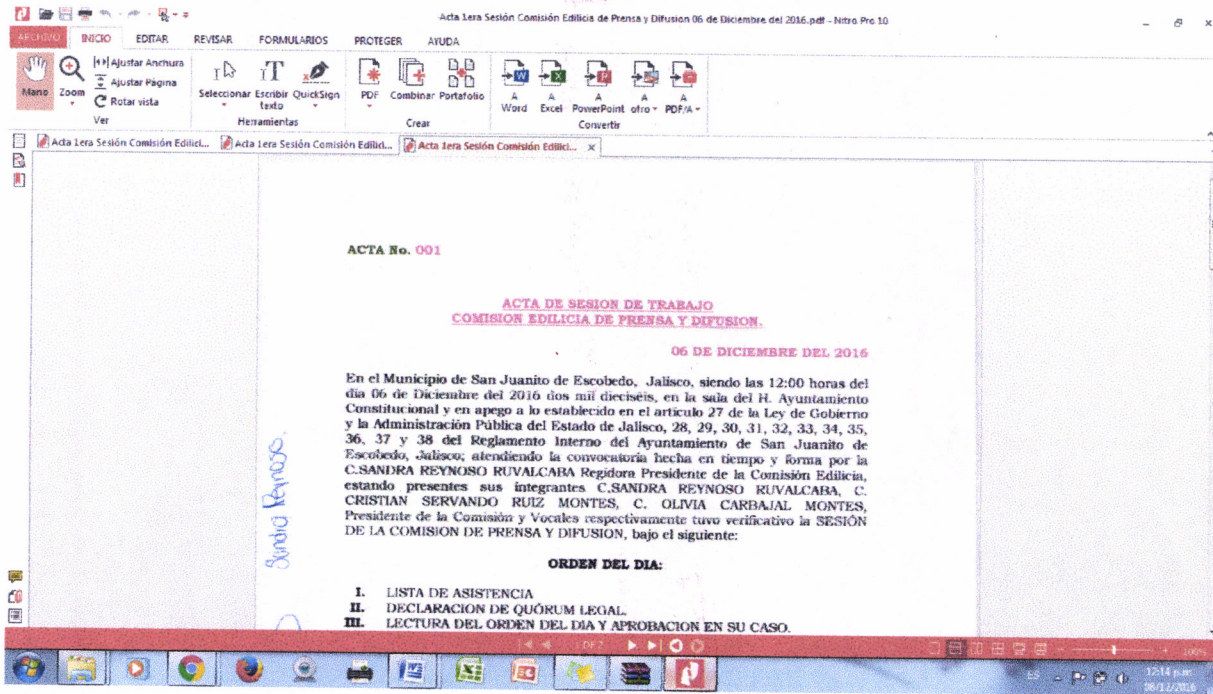 Acta 1era Sesión Comisión Edilicia de Prensa y Difusion 06 de Diciembre del 2016.pdf - Nitro Pro 10
ARCHIVO INICIO EDITAR REVISAR FORMULARIOS PROTEGER AYUDA
Mano
Zoom
Ajustar Anchura
Ajustar Página
Rotar vista
Ver
Seleccionar
Escribir texto
QuickSign
Herramientas
PDF
Combinar
Portafolio
Crear
A Word
A Excel
A PowerPoint
A otro
A PDF/A
Convertir
Acta 1era Sesión Comisión Edilici... Acta 1era Sesión Comisión Edilici... Acta 1era Sesión Comisión Edilici... x
ACTA No. 001
ACTA DE SESION DE TRABAJO
COMISION EDILICIA DE PRENSA Y DIFUSION.
06 DE DICIEMBRE DEL 2016
En el Municipio de San Juanito de Escobedo, Jalisco, siendo las 12:00 horas del
dia 06 de Diciembre del 2016 dos mil dieciséis, en la sala del H. Ayuntamiento
Constitucional y en apego a lo establecido en el artículo 27 de la Ley de Gobierno
y la Administración Pública del Estado de Jalisco, 28, 29, 30, 31, 32, 33, 34, 35,
36, 37 y 38 del Reglamento Interno del Ayuntamiento de San Juanito de
Escobedo, Jalisco; atendiendo la convocatoria hecha en tiempo y forma por la
C.SANDRA REYNOSO RUVALCABA Regidora Presidente de la Comisión Edilicia,
estando presentes sus integrantes C.SANDRA REYNOSO RUVALCABA, C.
CRISTIAN SERVANDO RUIZ MONTES, C. OLIVIA CARBAJAL MONTES,
Presidente de la Comisión y Vocales respectivamente tuvo verificativo la SESIÓN
DE LA COMISION DE PRENSA Y DIFUSION, bajo el siguiente:
Sandra Reynoso.
ORDEN DEL DIA:
I. LISTA DE ASISTENCIA
II. DECLARACION DE QUÓRUM LEGAL.
III. LECTURA DEL ORDEN DEL DIA Y APROBACION EN SU CASO.
1 DE 2
100%
ES
12:14 p.m.
08/12/2016